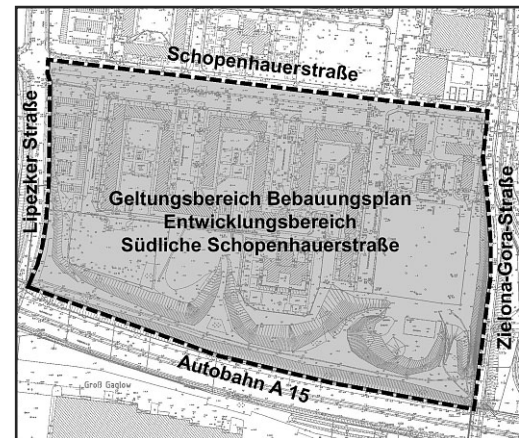 Schopenhauerstraße
Lipezker Straße
Geltungsbereich Bebauungsplan
Entwicklungsbereich
Südliche Schopenhauerstraße
Zielona-Gora-Straße
Autobahn A 15
Groß Gaglow